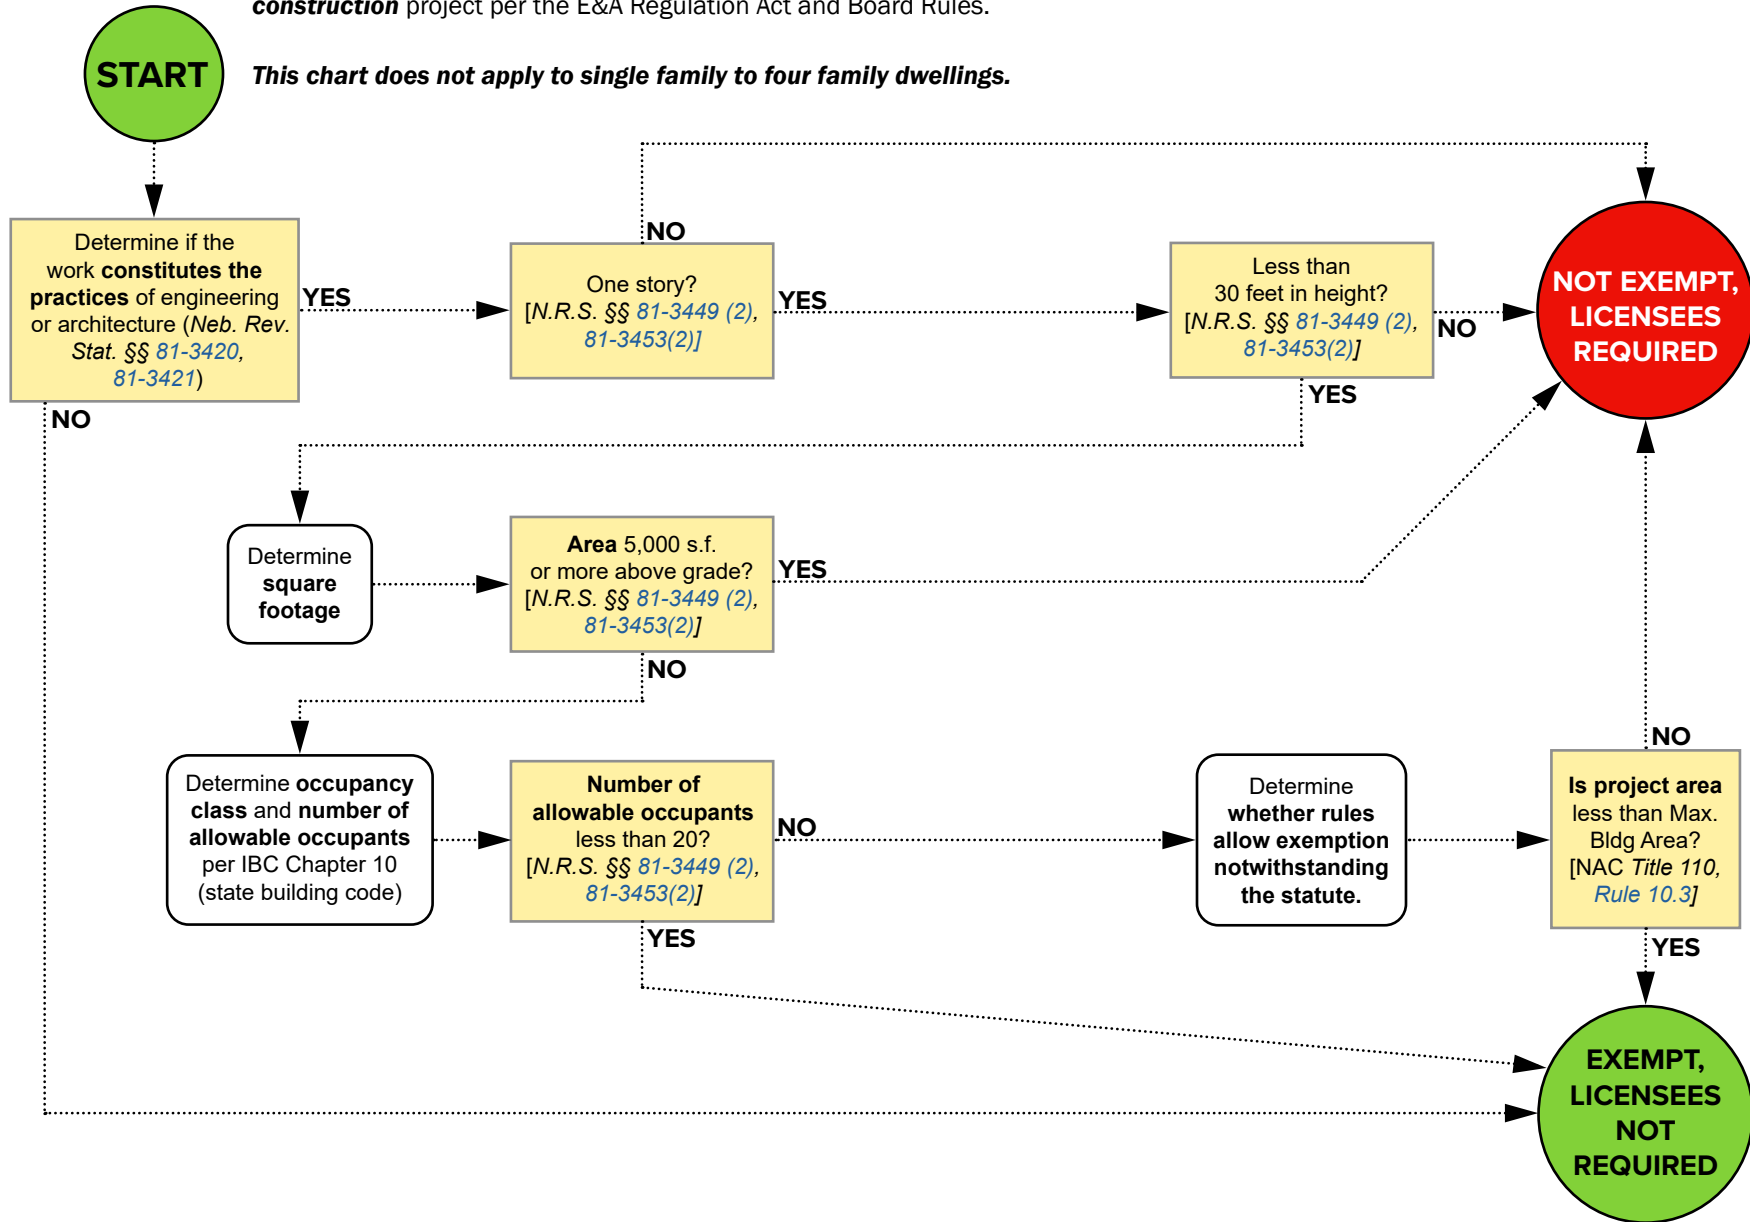 construction project per the E&A Regulation Act and Board Rules.
START
This chart does not apply to single family to four family dwellings.
Determine if the
work constitutes the
practices of engineering
or architecture (Neb. Rev.
Stat. §§ 81-3420,
81-3421)
YES
NO
One story?
[N.R.S. §§ 81-3449 (2),
81-3453(2)]
NO
YES
Less than
30 feet in height?
[N.R.S. §§ 81-3449 (2),
81-3453(2)]
NO
YES
NOT EXEMPT,
LICENSEES
REQUIRED
Determine
square
footage
Area 5,000 s.f.
or more above grade?
[N.R.S. §§ 81-3449 (2),
81-3453(2)]
YES
NO
Determine occupancy
class and number of
allowable occupants
per IBC Chapter 10
(state building code)
Number of
allowable occupants
less than 20?
[N.R.S. §§ 81-3449 (2),
81-3453(2)]
NO
YES
Determine
whether rules
allow exemption
notwithstanding
the statute.
NO
Is project area
less than Max.
Bldg Area?
[NAC Title 110,
Rule 10.3]
YES
EXEMPT,
LICENSEES
NOT
REQUIRED